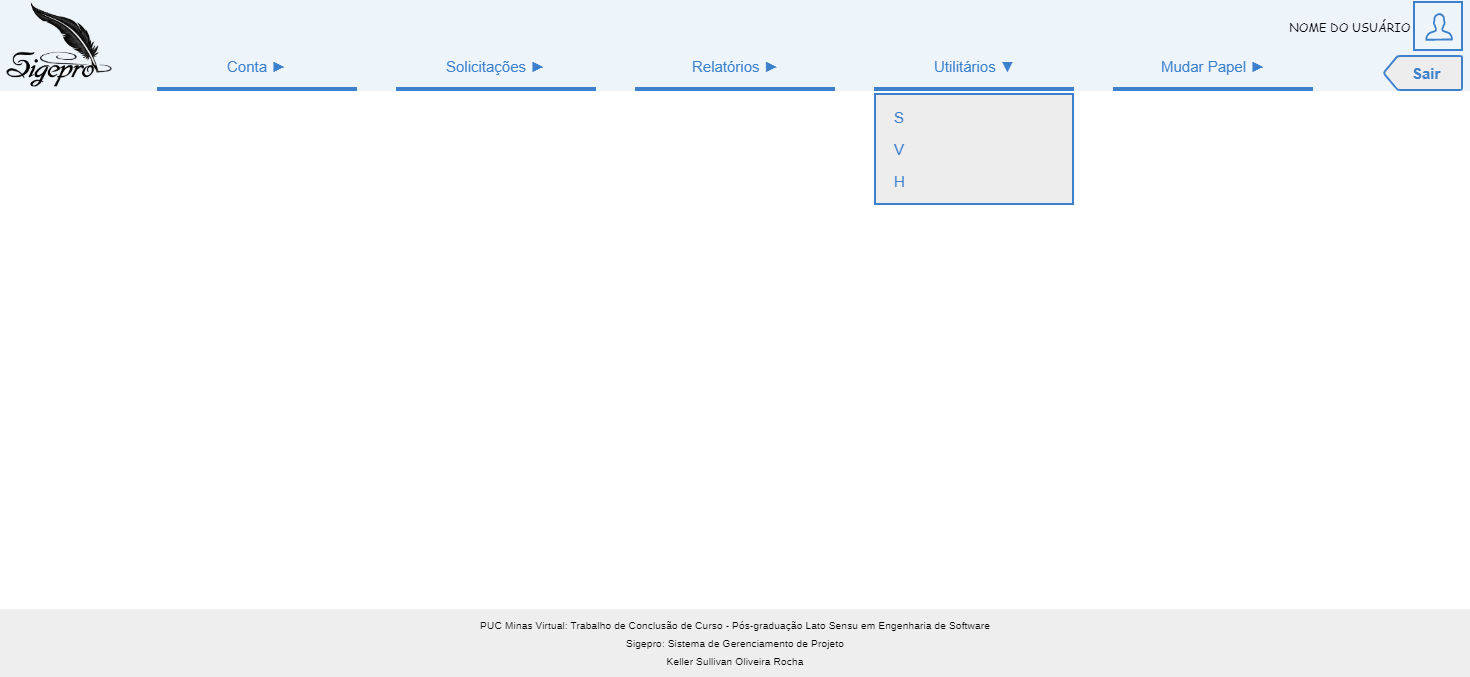 Sigepro
NOME DO USUÁRIO
Conta ►
Solicitações ►
Relatórios ►
Utilitários ▼
Mudar Papel ►
Sair
S
V
H
PUC Minas Virtual: Trabalho de Conclusão de Curso - Pós-graduação Lato Sensu em Engenharia de Software
Sigepro: Sistema de Gerenciamento de Projeto
Keller Sullivan Oliveira Rocha